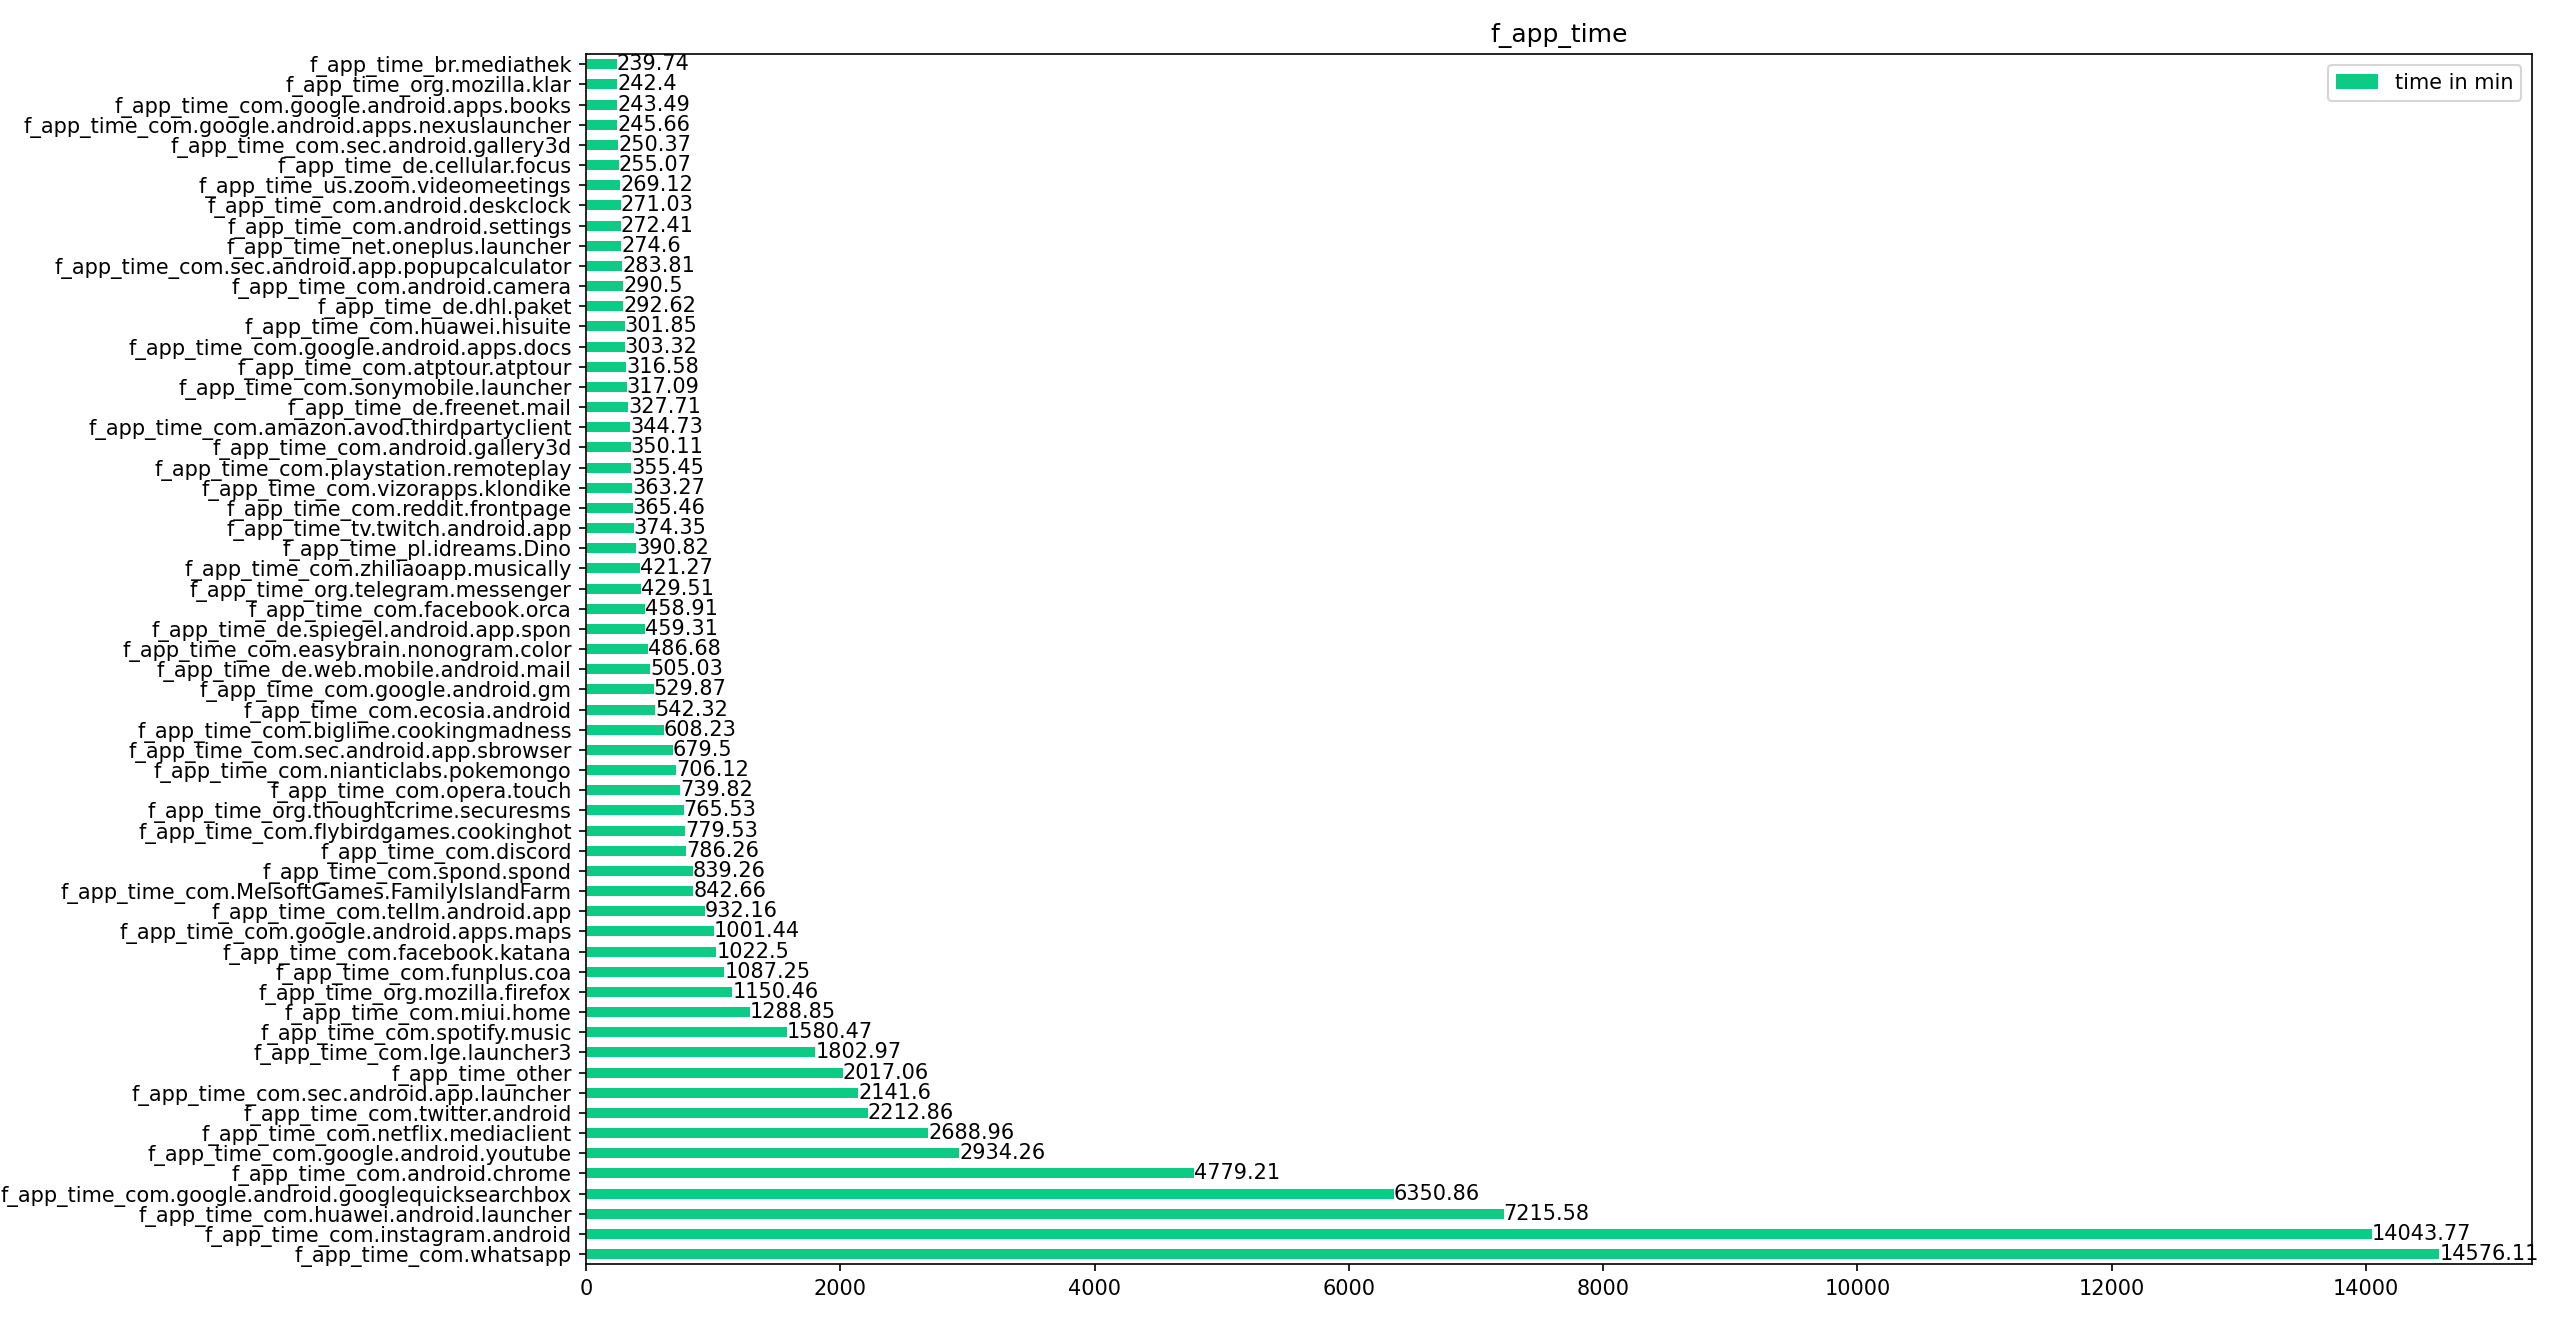 f_app_time
time in min
f_app_time_br.mediathek 239.74
f_app_time_org.mozilla.klar 242.4
f_app_time_com.google.android.apps.books 243.49
f_app_time_com.google.android.apps.nexuslauncher 245.66
f_app_time_com.sec.android.gallery3d 250.37
f_app_time_de.cellular.focus 255.07
f_app_time_us.zoom.videomeetings 269.12
f_app_time_com.android.deskclock 271.03
f_app_time_com.android.settings 272.41
f_app_time_net.oneplus.launcher 274.6
f_app_time_com.sec.android.app.popupcalculator 283.81
f_app_time_com.android.camera 290.5
f_app_time_de.dhl.paket 292.62
f_app_time_com.huawei.hisuite 301.85
f_app_time_com.google.android.apps.docs 303.32
f_app_time_com.atptour.atptour 316.58
f_app_time_com.sonymobile.launcher 317.09
f_app_time_de.freenet.mail 327.71
f_app_time_com.amazon.avod.thirdpartyclient 344.73
f_app_time_com.android.gallery3d 350.11
f_app_time_com.playstation.remoteplay 355.45
f_app_time_com.vizorapps.klondike 363.27
f_app_time_com.reddit.frontpage 365.46
f_app_time_tv.twitch.android.app 374.35
f_app_time_pl.idreams.Dino 390.82
f_app_time_com.zhiliaoapp.musically 421.27
f_app_time_org.telegram.messenger 429.51
f_app_time_com.facebook.orca 458.91
f_app_time_de.spiegel.android.app.spon 459.31
f_app_time_com.easybrain.nonogram.color 486.68
f_app_time_de.web.mobile.android.mail 505.03
f_app_time_com.google.android.gm 529.87
f_app_time_com.ecosia.android 542.32
f_app_time_com.biglime.cookingmadness 608.23
f_app_time_com.sec.android.app.sbrowser 679.5
f_app_time_com.nianticlabs.pokemongo 706.12
f_app_time_com.opera.touch 739.82
f_app_time_org.thoughtcrime.securesms 765.53
f_app_time_com.flybirdgames.cookinghot 779.53
f_app_time_com.discord 786.26
f_app_time_com.spond.spond 839.26
f_app_time_com.MelsoftGames.FamilyIslandFarm 842.66
f_app_time_com.tellm.android.app 932.16
f_app_time_com.google.android.apps.maps 1001.44
f_app_time_com.facebook.katana 1022.5
f_app_time_com.funplus.coa 1087.25
f_app_time_org.mozilla.firefox 1150.46
f_app_time_com.miui.home 1288.85
f_app_time_com.spotify.music 1580.47
f_app_time_com.lge.launcher3 1802.97
f_app_time_other 2017.06
f_app_time_com.sec.android.app.launcher 2141.6
f_app_time_com.twitter.android 2212.86
f_app_time_com.netflix.mediaclient 2688.96
f_app_time_com.google.android.youtube 2934.26
f_app_time_com.android.chrome 4779.21
f_app_time_com.google.android.googlequicksearchbox 6350.86
f_app_time_com.huawei.android.launcher 7215.58
f_app_time_com.instagram.android 14043.77
f_app_time_com.whatsapp 14576.11
0 2000 4000 6000 8000 10000 12000 14000